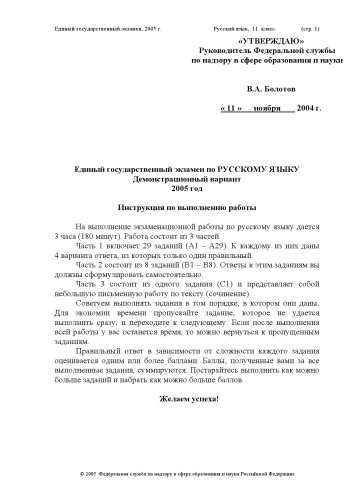 Единый государственный экзамен, 2005 г. Русский язык, 11 класс. (стр. 1)
«УТВЕРЖДАЮ»
Руководитель Федеральной службы
по надзору в сфере образования и науки
В.А. Болотов
« 11 » ноября 2004 г.
Единый государственный экзамен по РУССКОМУ ЯЗЫКУ
Демонстрационный вариант
2005 год
Инструкция по выполнению работы
На выполнение экзаменационной работы по русскому языку дается
3 часа (180 минут). Работа состоит из 3 частей.
Часть 1 включает 29 заданий (А1 – А29). К каждому из них даны
4 варианта ответа, из которых только один правильный.
Часть 2 состоит из 8 заданий (В1 – В8). Ответы к этим заданиям вы
должны сформулировать самостоятельно.
Часть 3 состоит из одного задания (С1) и представляет собой
небольшую письменную работу по тексту (сочинение).
Советуем выполнять задания в том порядке, в котором они даны.
Для экономии времени пропускайте задание, которое не удается
выполнить сразу, и переходите к следующему. Если после выполнения
всей работы у вас останется время, то можно вернуться к пропущенным
заданиям.
Правильный ответ в зависимости от сложности каждого задания
оценивается одним или более баллами. Баллы, полученные вами за все
выполненные задания, суммируются. Постарайтесь выполнить как можно
больше заданий и набрать как можно больше баллов.
Желаем успеха!
© 2005 Федеральная служба по надзору в сфере образования и науки Российской Федерации